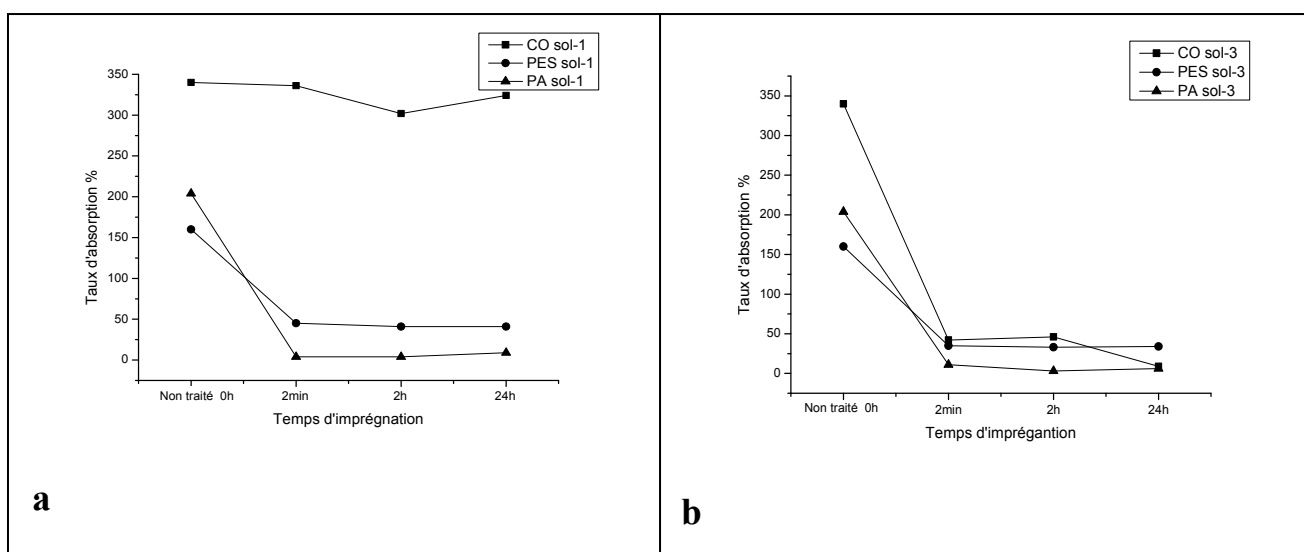 CO sol-1
PES sol-1
PA sol-1
350
300
250
200
150
100
50
0
Taux d'absorption %
Non traité 0h
2min
2h
24h
Temps d'imprégnation
a
CO sol-3
PES sol-3
PA sol-3
350
300
250
200
150
100
50
0
Taux d'absorption %
Non traité 0h
2min
2h
24h
Temps d'imprégantion
b